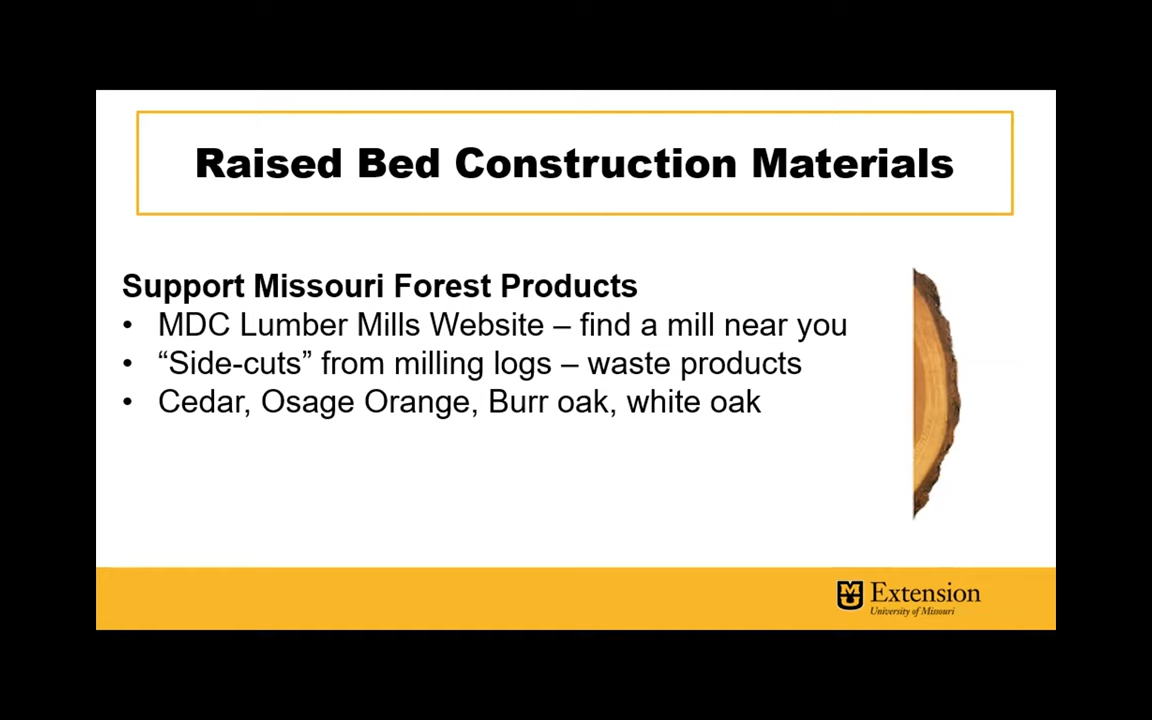 Raised Bed Construction Materials
Support Missouri Forest Products
• MDC Lumber Mills Website – find a mill near you
• “Side-cuts” from milling logs – waste products
• Cedar, Osage Orange, Burr oak, white oak
MU Extension
University of Missouri